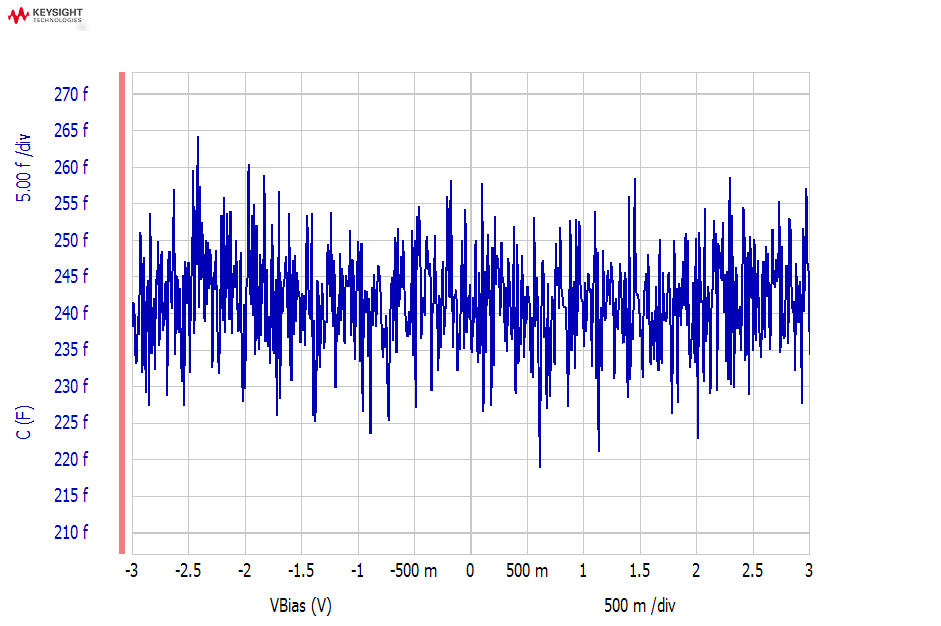 KEYSIGHT
TECHNOLOGIES
5.00 f /div
C (F)
270 f
265 f
260 f
255 f
250 f
245 f
240 f
235 f
230 f
225 f
220 f
215 f
210 f
-3 -2.5 -2 -1.5 -1 -500 m 0 500 m 1 1.5 2 2.5 3
VBias (V) 500 m /div